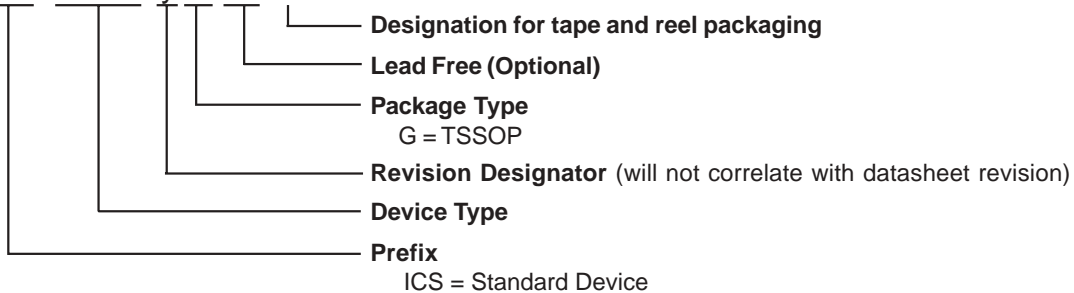 Designation for tape and reel packaging
Lead Free (Optional)
Package Type
G = TSSOP
Revision Designator (will not correlate with datasheet revision)
Device Type
Prefix
ICS = Standard Device